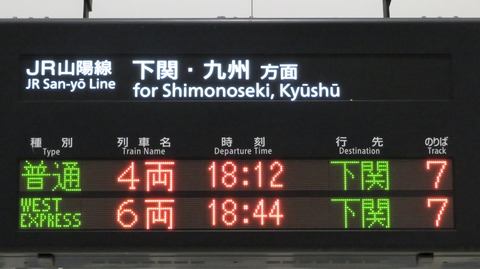 JR山陽線 下関・九州 方面
JR San-yō Line for Shimonoseki, Kyūshū
種別 列車名 時刻 行先 のりば
Type Train Name Departure Time Destination Track
普通 4両 18:12 下関 7
WEST EXPRESS 6両 18:44 下関 7